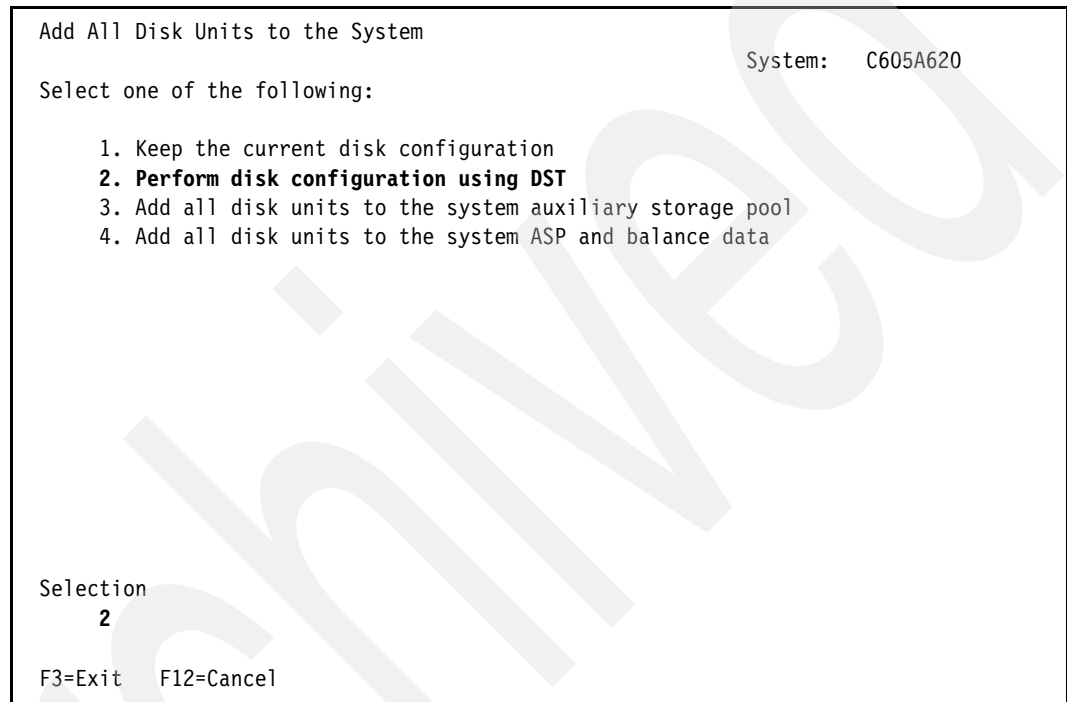 Add All Disk Units to the System
System: C605A620
Select one of the following:
1. Keep the current disk configuration
2. Perform disk configuration using DST
3. Add all disk units to the system auxiliary storage pool
4. Add all disk units to the system ASP and balance data
Selection
2
F3=Exit F12=Cancel
chived